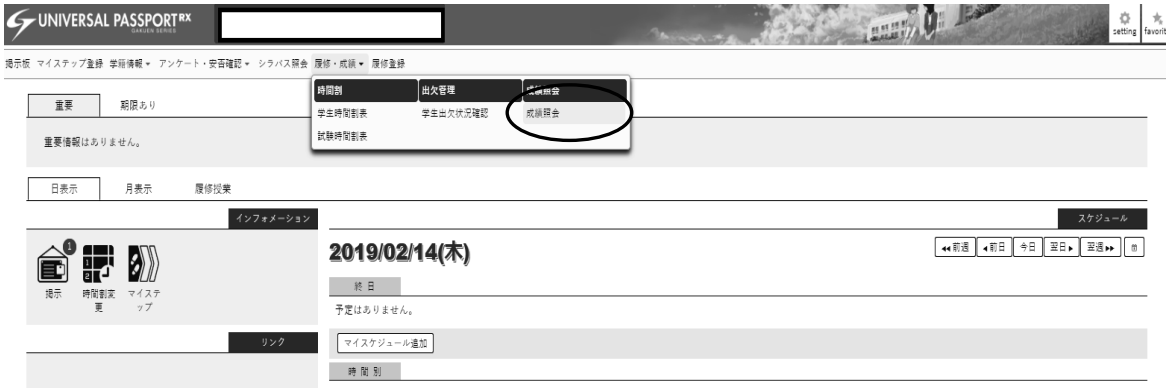 UNIVERSAL PASSPORT RX
GAKUEN SERIES
setting
favorit
掲示板 マイステップ登録 学籍情報▼ アンケート・安否確認▼ シラバス照会 履修・成績▼ 履修登録
時間割 出欠管理 成績照会
学生時間割表 学生出欠状況確認 成績照会
試験時間割表
重要 期限あり
重要情報はありません。
日表示 月表示 履修授業
インフォメーション
スケジュール
1
掲示
時間割変更
マイステップ
2019/02/14(木)
前週 前日 今日 翌日 翌週
終日
予定はありません。
リンク
マイスケジュール追加
時間別